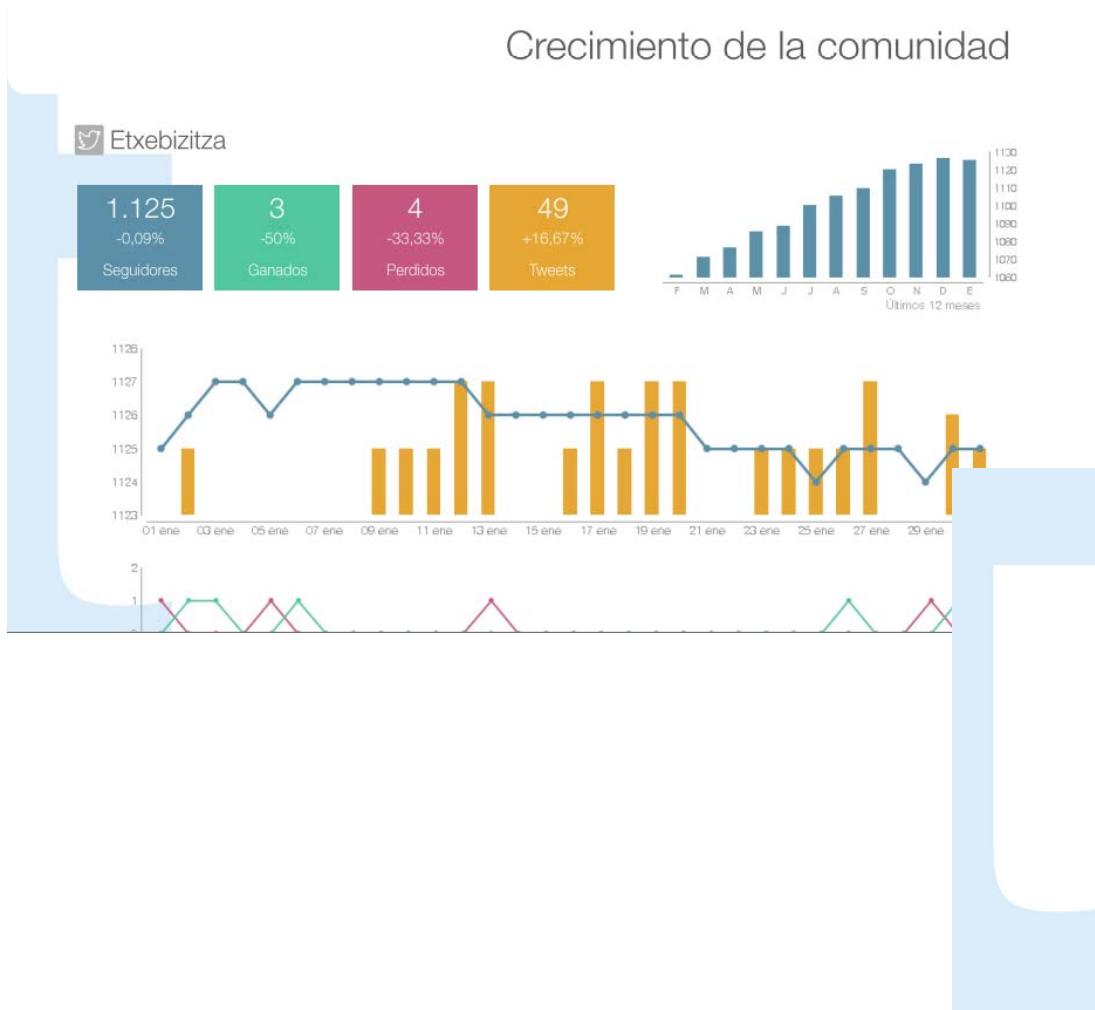 Crecimiento de la comunidad
Etxebizitza
1.125
-0,09%
Seguidores
3
-50%
Ganados
4
-33,33%
Perdidos
49
+16,67%
Tweets
1130
1120
1110
1100
1090
1080
1070
1060
F M A M J J A S O N D E
Últimos 12 meses
1127
1126
1125
1124
1123
01 ene 03 ene 05 ene 07 ene 09 ene 11 ene 13 ene 15 ene 17 ene 19 ene 21 ene 23 ene 25 ene 27 ene 29 ene
2
1